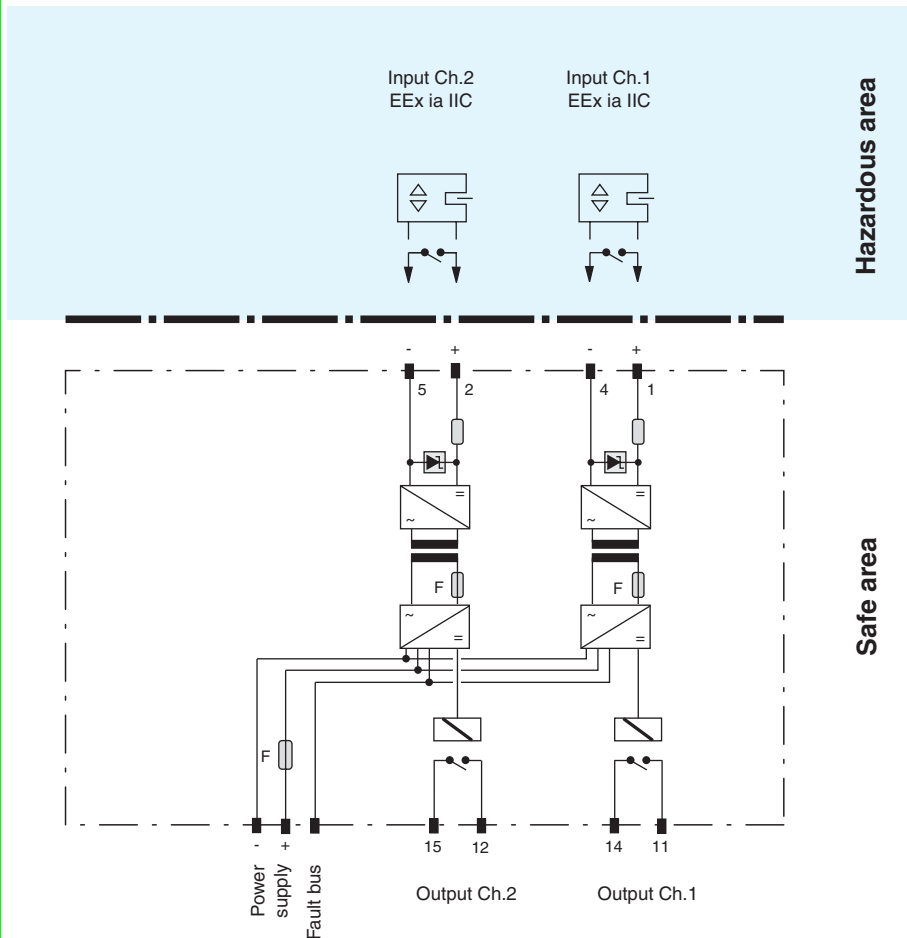 Input Ch.2
EEx ia IIC
Input Ch.1
EEx ia IIC
Hazardous area
- + - +
5 2 4 1
= =
~ ~
F F
~ ~
= =
Safe area
F
- + 15 12 14 11
Power
supply
Fault bus
Output Ch.2
Output Ch.1